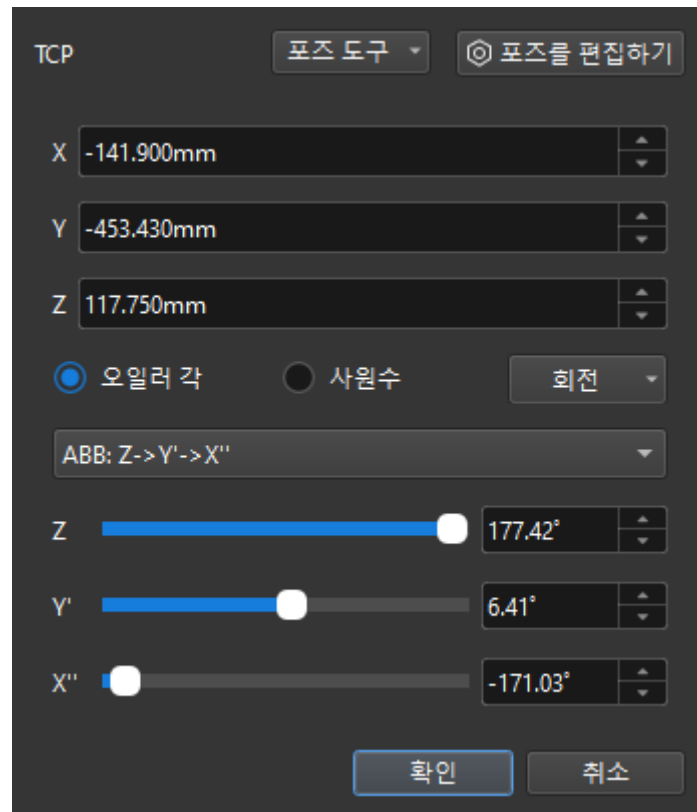 TCP 포즈 도구 포즈를 편집하기
X -141.900mm
Y -453.430mm
Z 117.750mm
오일러 각 사원수 회전
ABB: Z->Y'->X''
Z 177.42°
Y' 6.41°
X'' -171.03°
확인 취소